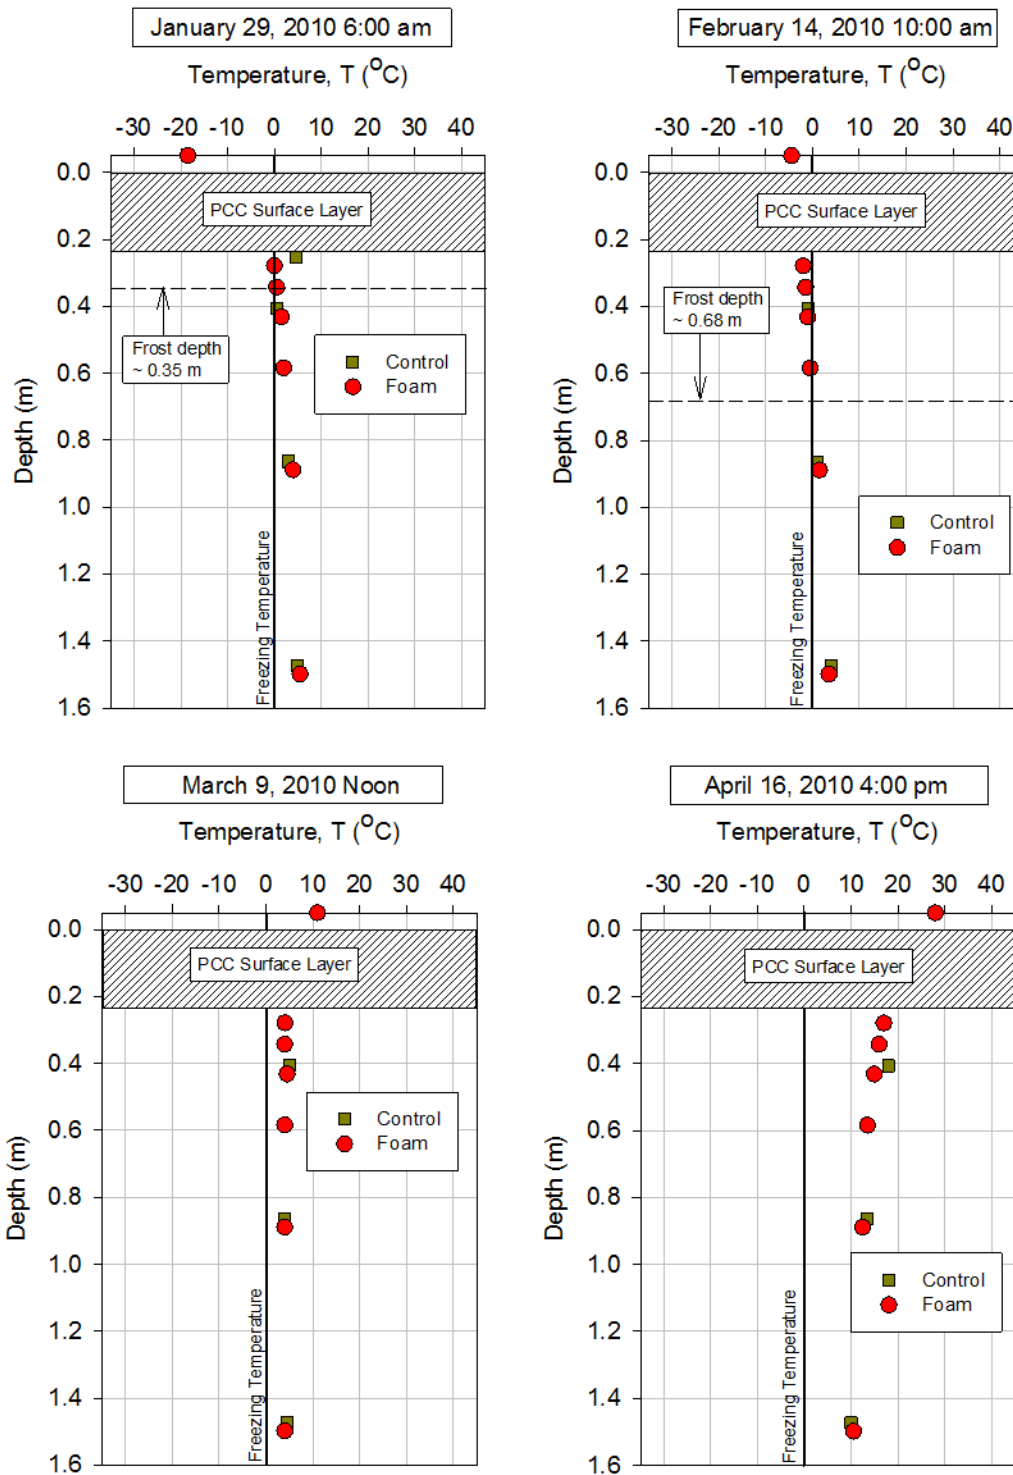 January 29, 2010 6:00 am
Temperature, T (°C)
-30 -20 -10 0 10 20 30 40
0.0
PCC Surface Layer
0.2
0.4
Frost depth
~ 0.35 m
Control
Foam
0.6
0.8
1.0
1.2
1.4
1.6
Depth (m)
Freezing Temperature
February 14, 2010 10:00 am
Temperature, T (°C)
-30 -20 -10 0 10 20 30 40
0.0
PCC Surface Layer
0.2
0.4
Frost depth
~ 0.68 m
0.6
0.8
1.0
Control
Foam
1.2
1.4
1.6
Depth (m)
Freezing Temperature
March 9, 2010 Noon
Temperature, T (°C)
-30 -20 -10 0 10 20 30 40
0.0
PCC Surface Layer
0.2
0.4
0.6
Control
Foam
0.8
1.0
1.2
1.4
1.6
Depth (m)
Freezing Temperature
April 16, 2010 4:00 pm
Temperature, T (°C)
-30 -20 -10 0 10 20 30 40
0.0
PCC Surface Layer
0.2
0.4
0.6
0.8
1.0
Control
Foam
1.2
1.4
1.6
Depth (m)
Freezing Temperature